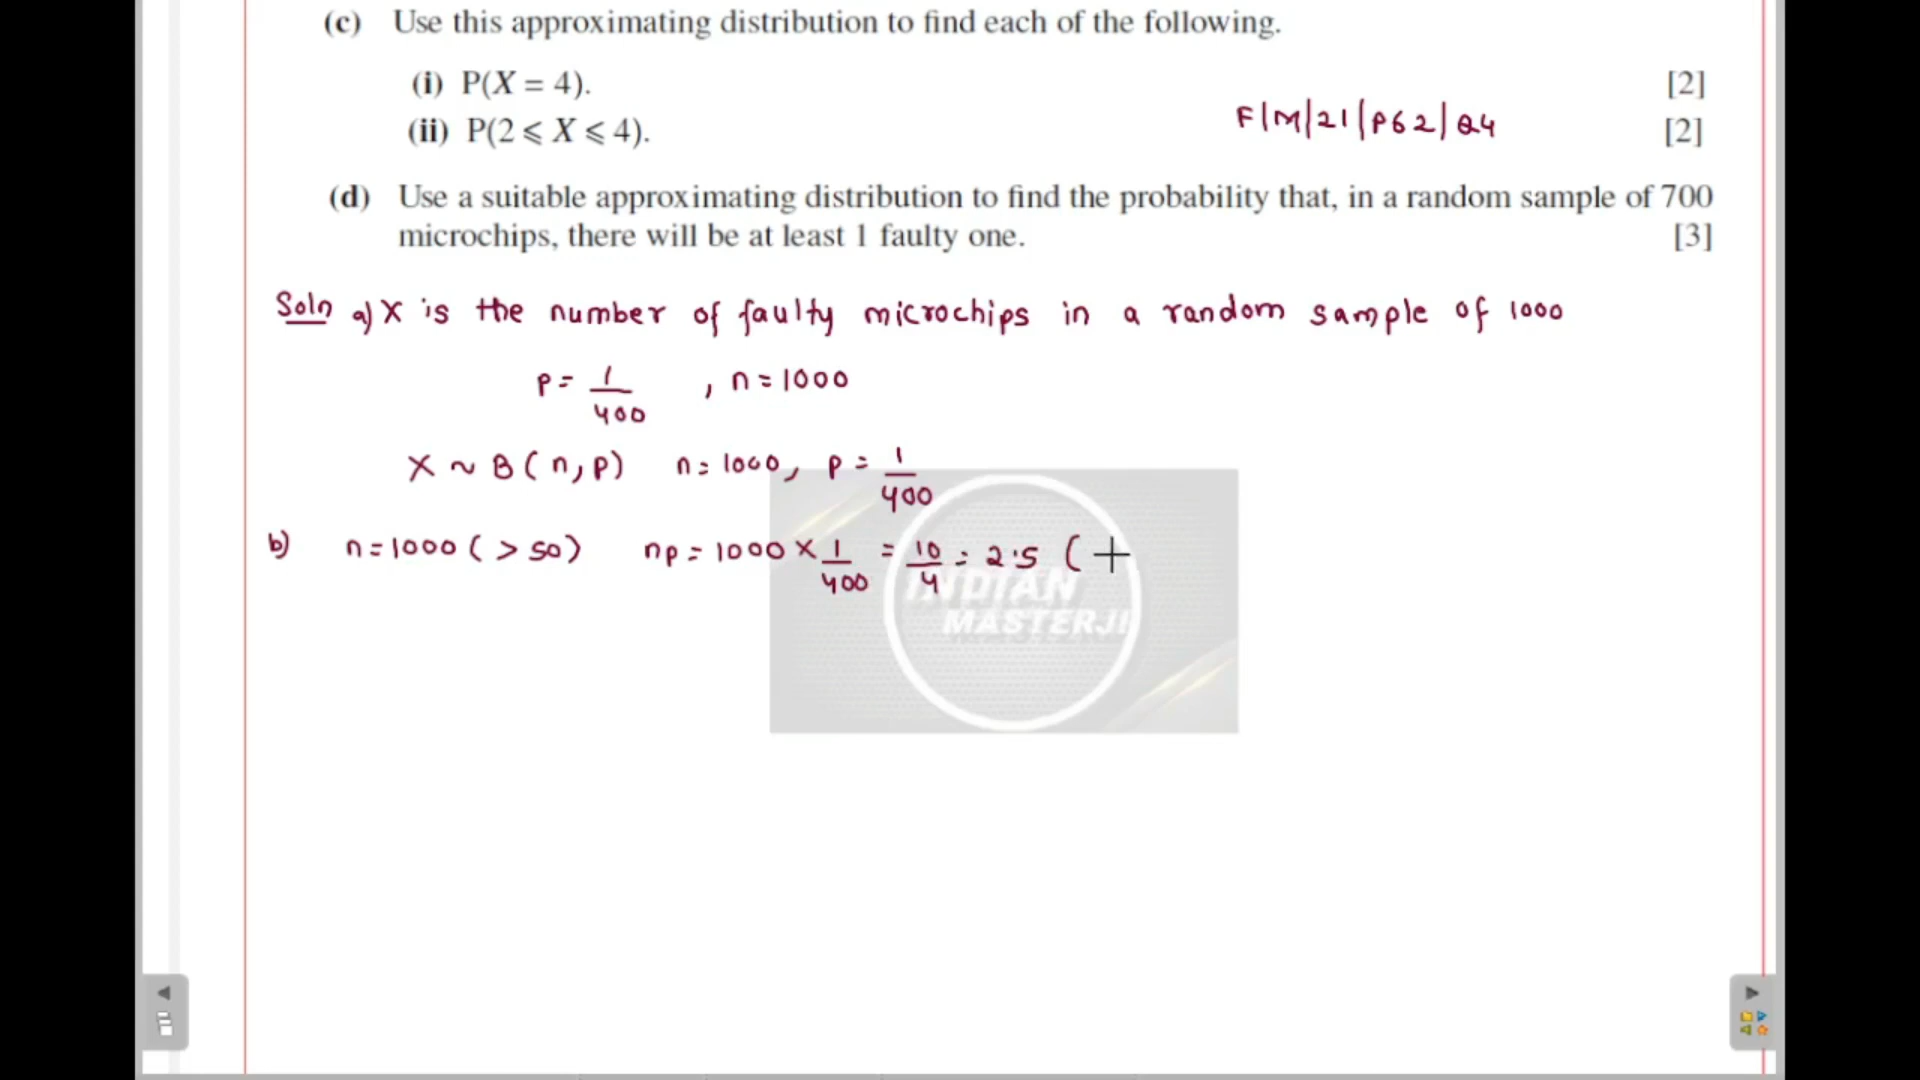 (c) Use this approximating distribution to find each of the following.
(i) P(X = 4). [2]
F/M/21/P62/Q4
(ii) P(2 ⩽ X ⩽ 4). [2]
(d) Use a suitable approximating distribution to find the probability that, in a random sample of 700
microchips, there will be at least 1 faulty one. [3]
Soln a) X is the number of faulty microchips in a random sample of 1000
p = 1/400 , n = 1000
X ~ B(n, p) n = 1000, p = 1/400
b) n = 1000 (> 50) np = 1000 × 1/400 = 10/4 = 2.5 (
INDIAN
MASTERJI